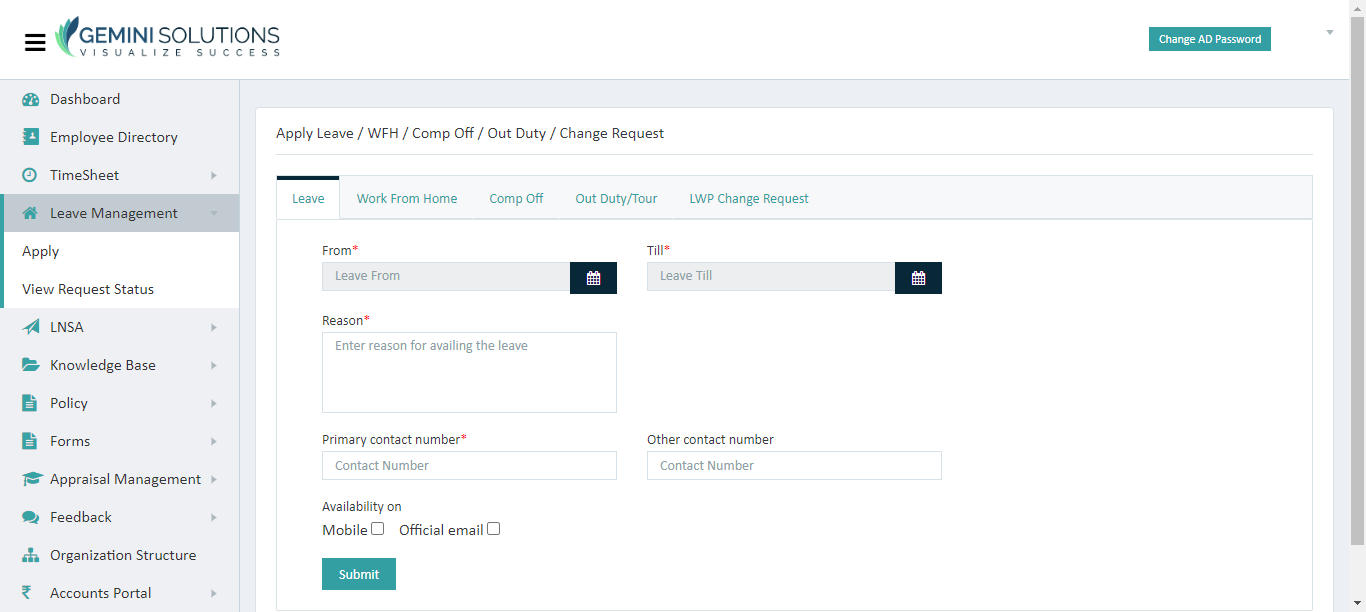 GEMINI SOLUTIONS
VISUALIZE SUCCESS
Change AD Password
Dashboard
Employee Directory
TimeSheet
Leave Management
Apply
View Request Status
LNSA
Knowledge Base
Policy
Forms
Appraisal Management
Feedback
Organization Structure
Accounts Portal
Apply Leave / WFH / Comp Off / Out Duty / Change Request
Leave Work From Home Comp Off Out Duty/Tour LWP Change Request
From* Till*
Leave From Leave Till
Reason*
Enter reason for availing the leave
Primary contact number* Other contact number
Contact Number Contact Number
Availability on
Mobile Official email
Submit